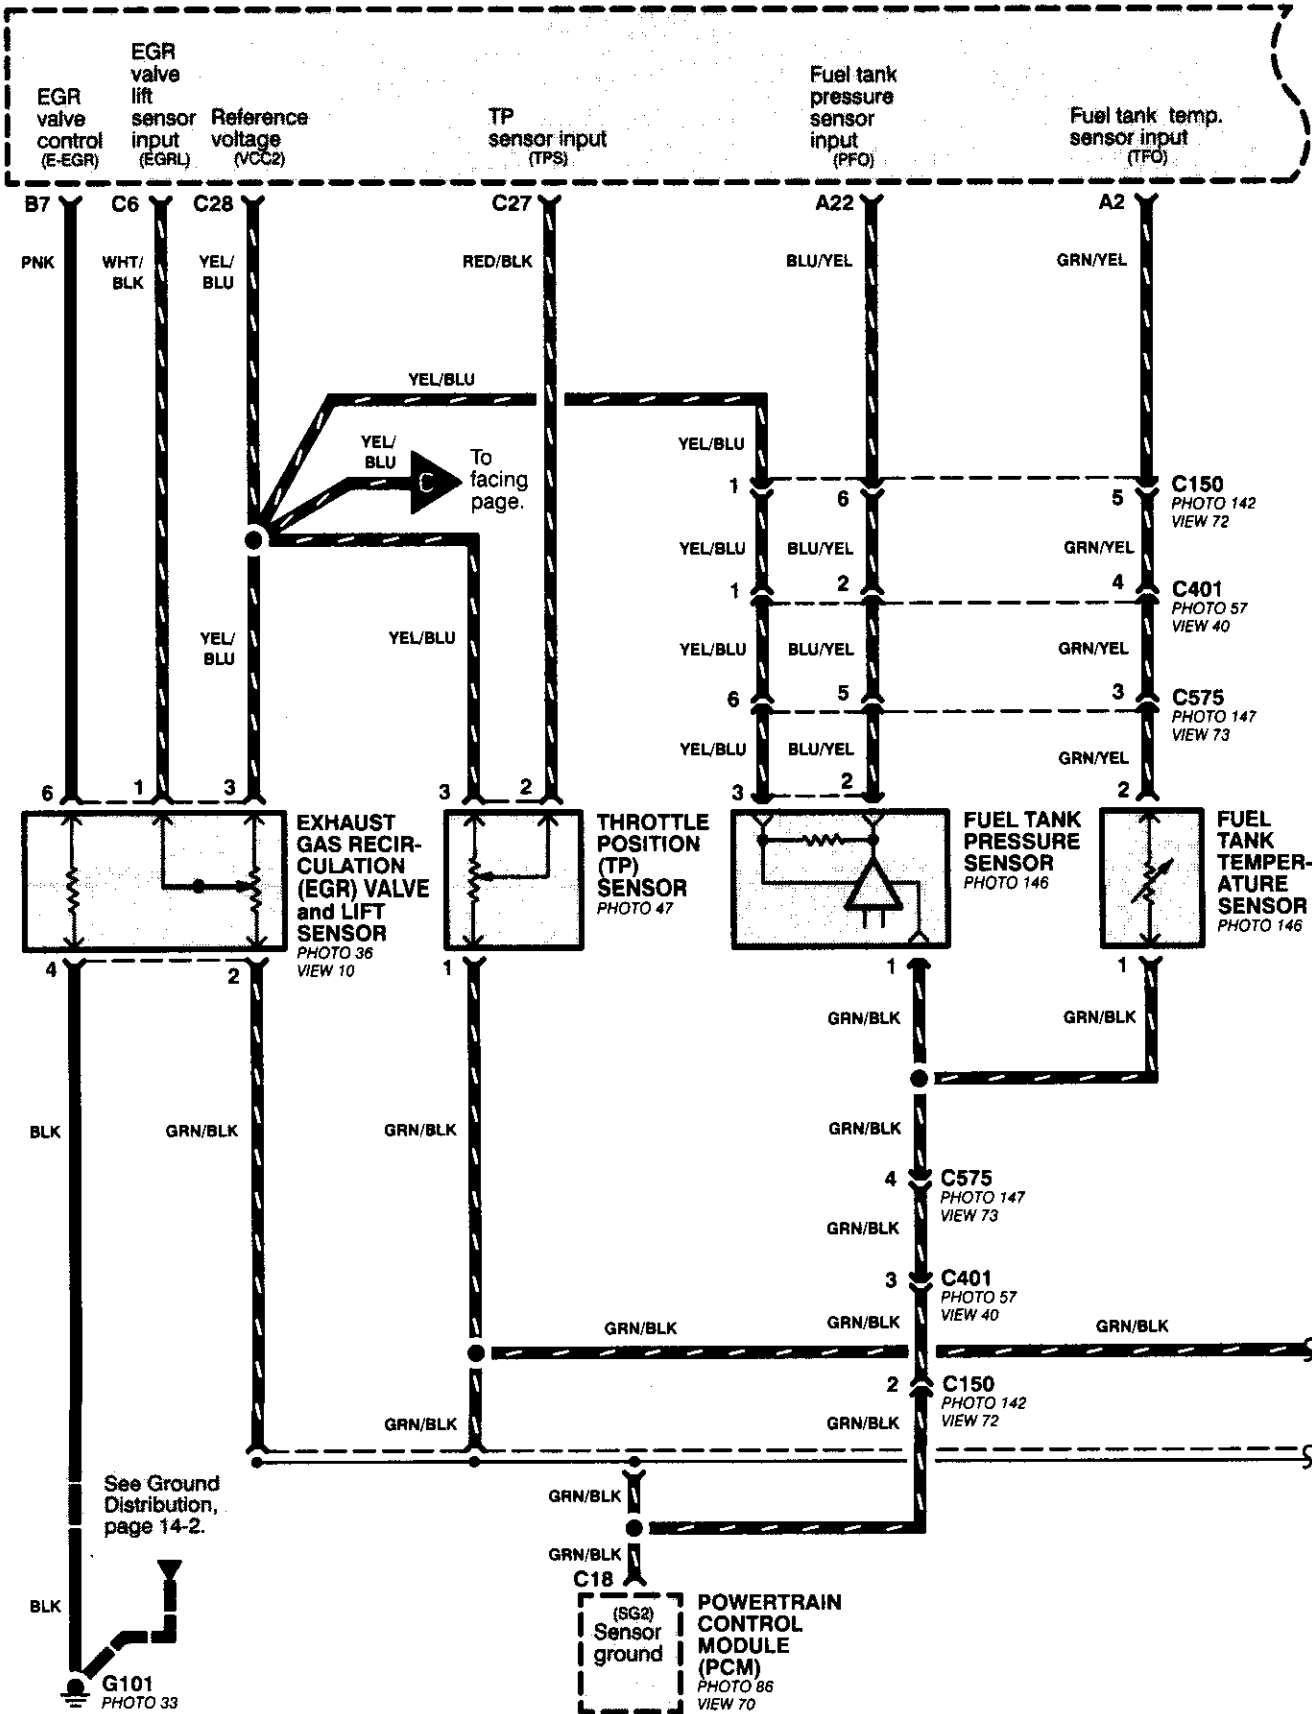 EGR
valve
control
(E-EGR)
EGR
valve
lift
sensor
input
(EGRL)
Reference
voltage
(VCC2)
TP
sensor input
(TPS)
Fuel tank
pressure
sensor
input
(PFO)
Fuel tank temp.
sensor input
(TFO)
B7
C6
C28
C27
A22
A2
PNK
WHT/
BLK
YEL/
BLU
RED/BLK
BLU/YEL
GRN/YEL
YEL/BLU
YEL/
BLU
C
To
facing
page.
YEL/BLU
1
6
5
C150
PHOTO 142
VIEW 72
YEL/BLU
BLU/YEL
GRN/YEL
1
2
4
C401
PHOTO 57
VIEW 40
YEL/
BLU
YEL/BLU
YEL/BLU
BLU/YEL
GRN/YEL
6
5
3
C575
PHOTO 147
VIEW 73
YEL/BLU
BLU/YEL
GRN/YEL
6
1
3
3
2
3
2
2
EXHAUST
GAS RECIR-
CULATION
(EGR) VALVE
and LIFT
SENSOR
PHOTO 36
VIEW 10
THROTTLE
POSITION
(TP)
SENSOR
PHOTO 47
FUEL TANK
PRESSURE
SENSOR
PHOTO 146
FUEL
TANK
TEMPER-
ATURE
SENSOR
PHOTO 146
4
2
1
1
1
GRN/BLK
GRN/BLK
BLK
GRN/BLK
GRN/BLK
GRN/BLK
4
C575
PHOTO 147
VIEW 73
GRN/BLK
3
C401
PHOTO 57
VIEW 40
GRN/BLK
GRN/BLK
GRN/BLK
2
C150
PHOTO 142
VIEW 72
GRN/BLK
GRN/BLK
See Ground
Distribution,
page 14-2.
GRN/BLK
GRN/BLK
C18
BLK
(SG2)
Sensor
ground
POWERTRAIN
CONTROL
MODULE
(PCM)
PHOTO 86
VIEW 70
G101
PHOTO 33